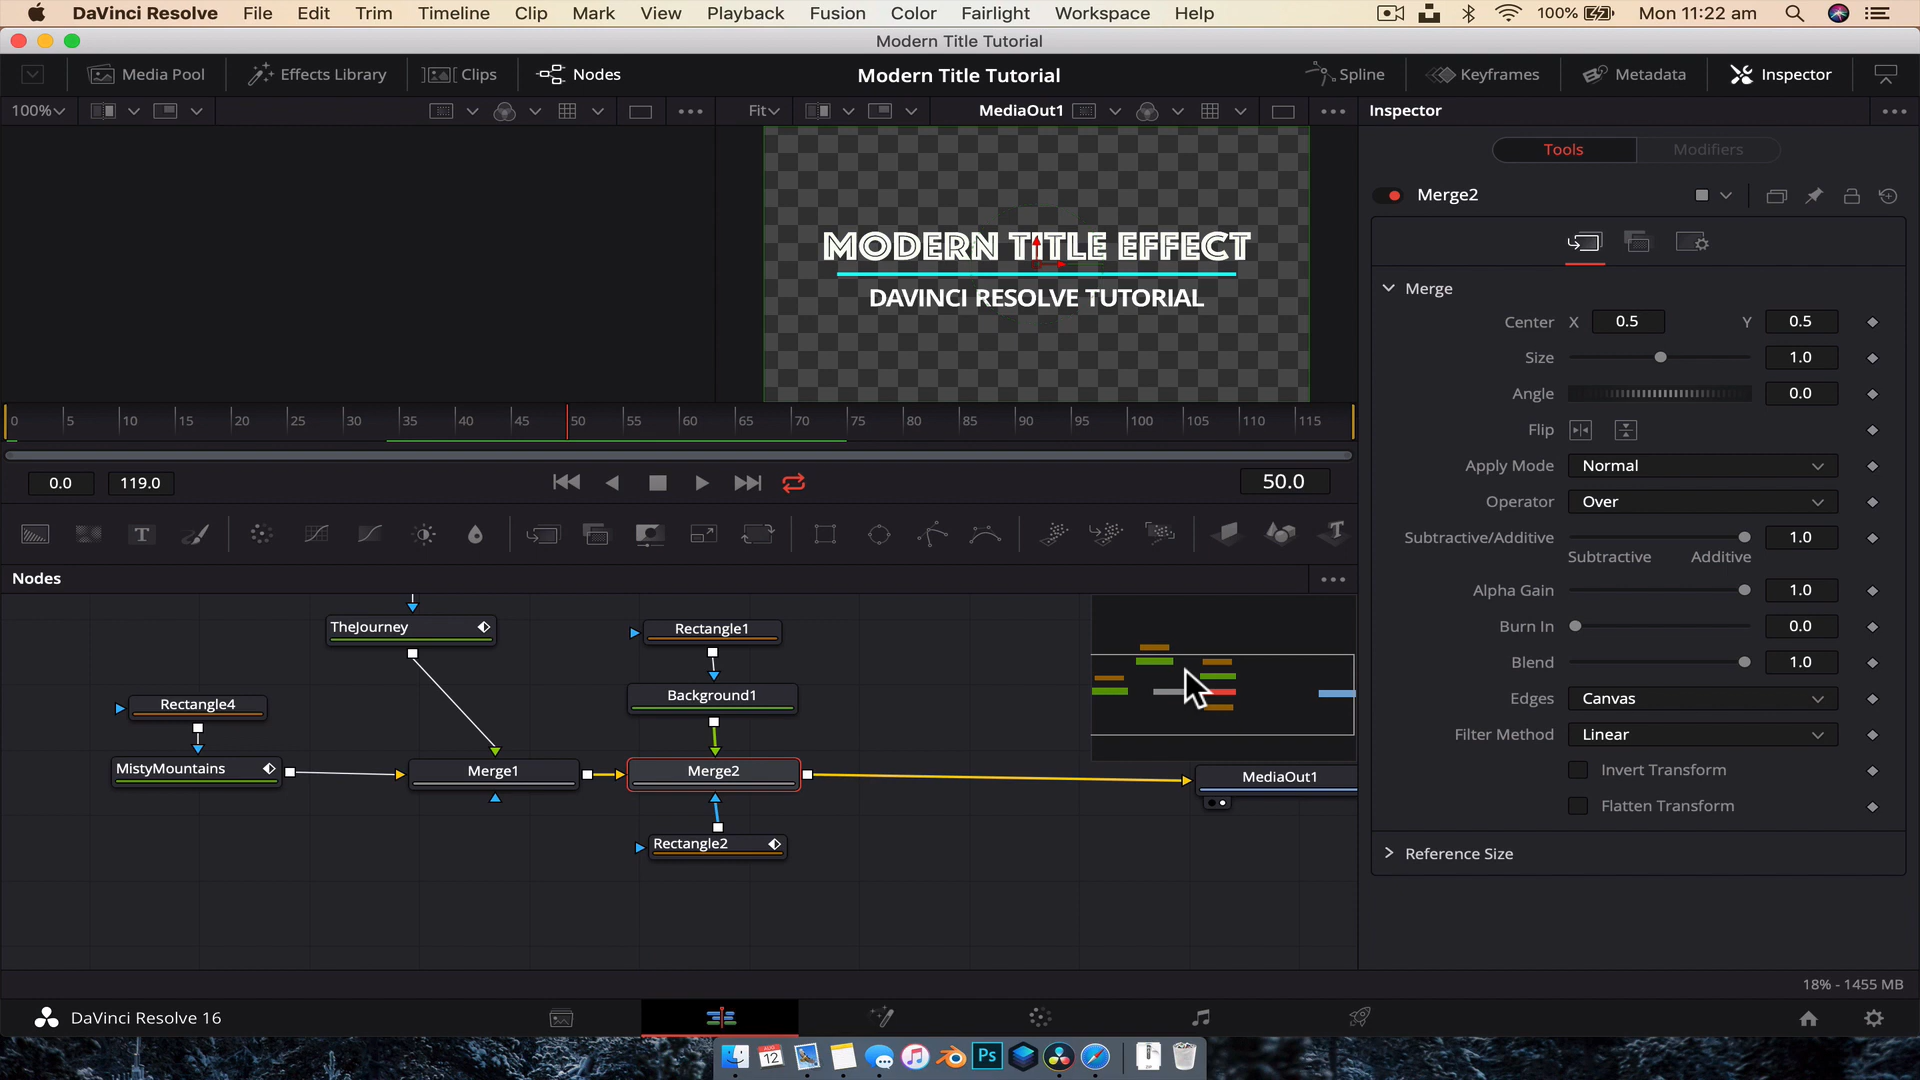 DaVinci Resolve File Edit Trim Timeline Clip Mark View Playback Fusion Color Fairlight Workspace Help 100% Mon 11:22 am
Modern Title Tutorial
Media Pool Effects Library Clips Nodes Modern Title Tutorial Spline Keyframes Metadata Inspector
100% Fit MediaOut1 Inspector
Tools Modifiers
Merge2
MODERN TITLE EFFECT
DAVINCI RESOLVE TUTORIAL
Merge
Center X 0.5 Y 0.5
Size 1.0
Angle 0.0
Flip
Apply Mode Normal
Operator Over
Subtractive/Additive 1.0
Subtractive Additive
Alpha Gain 1.0
Burn In 0.0
Blend 1.0
Edges Canvas
Filter Method Linear
Invert Transform
Flatten Transform
Reference Size
0 5 10 15 20 25 30 35 40 45 50 55 60 65 70 75 80 85 90 95 100 105 110 115
0.0 119.0 50.0
T T
Nodes
TheJourney Rectangle1
Rectangle4 Background1
MistyMountains Merge1 Merge2 MediaOut1
Rectangle2
18% - 1455 MB
DaVinci Resolve 16
AUG
12
Ps